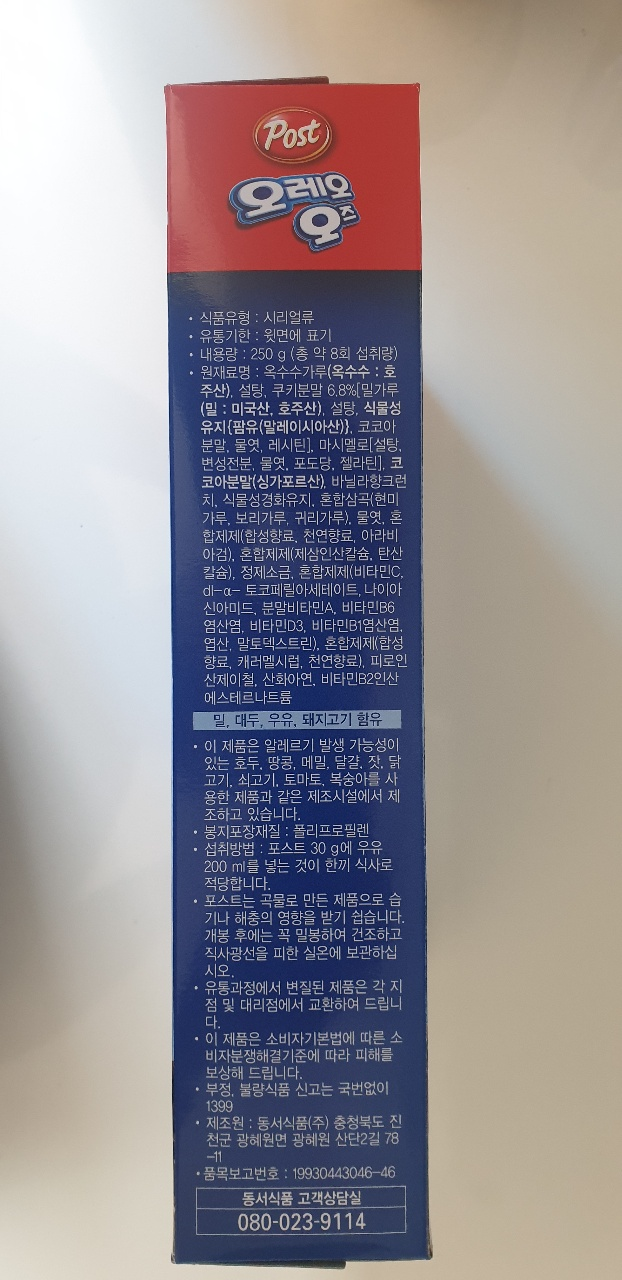 Post
오레오
오즈
• 식품유형 : 시리얼류
• 유통기한 : 윗면에 표기
• 내용량 : 250 g (총 약 8회 섭취량)
• 원재료명 : 옥수수가루(옥수수 : 호
주산), 설탕, 쿠키분말 6.8%[밀가루
(밀 : 미국산, 호주산), 설탕, 식물성
유지{팜유(말레이시아산)}, 코코아
분말, 물엿, 레시틴], 마시멜로[설탕,
변성전분, 물엿, 포도당, 젤라틴], 코
코아분말(싱가포르산), 바닐라향크런
치, 식물성경화유지, 혼합삼곡(현미
가루, 보리가루, 귀리가루), 물엿, 혼
합제제(합성향료, 천연향료, 아라비
아검), 혼합제제(제삼인산칼슘, 탄산
칼슘), 정제소금, 혼합제제(비타민C,
dl-α- 토코페릴아세테이트, 나이아
신아미드, 분말비타민A, 비타민B6
염산염, 비타민D3, 비타민B1염산염,
엽산, 말토덱스트린), 혼합제제(합성
향료, 캐러멜시럽, 천연향료), 피로인
산제이철, 산화아연, 비타민B2인산
에스테르나트륨
밀, 대두, 우유, 돼지고기 함유
• 이 제품은 알레르기 발생 가능성이
있는 호두, 땅콩, 메밀, 달걀, 잣, 닭
고기, 쇠고기, 토마토, 복숭아를 사
용한 제품과 같은 제조시설에서 제
조하고 있습니다.
• 봉지포장재질 : 폴리프로필렌
• 섭취방법 : 포스트 30 g에 우유
200 ml를 넣는 것이 한끼 식사로
적당합니다.
• 포스트는 곡물로 만든 제품으로 습
기나 해충의 영향을 받기 쉽습니다.
개봉 후에는 꼭 밀봉하여 건조하고
직사광선을 피한 실온에 보관하십
시오.
• 유통과정에서 변질된 제품은 각 지
점 및 대리점에서 교환하여 드립니
다.
• 이 제품은 소비자기본법에 따른 소
비자분쟁해결기준에 따라 피해를
보상해 드립니다.
• 부정, 불량식품 신고는 국번없이
1399
• 제조원 : 동서식품(주) 충청북도 진
천군 광혜원면 광혜원 산단2길 78
-11
• 품목보고번호 : 19930443046-46
동서식품 고객상담실
080-023-9114